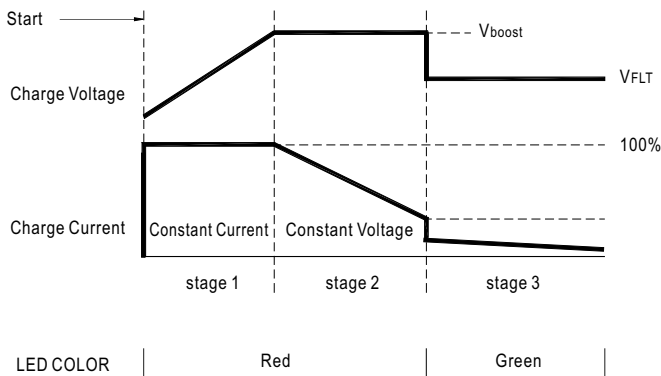 Start
Vboost
Charge Voltage
VFLT
100%
Charge Current
Constant Current
Constant Voltage
stage 1
stage 2
stage 3
LED COLOR
Red
Green